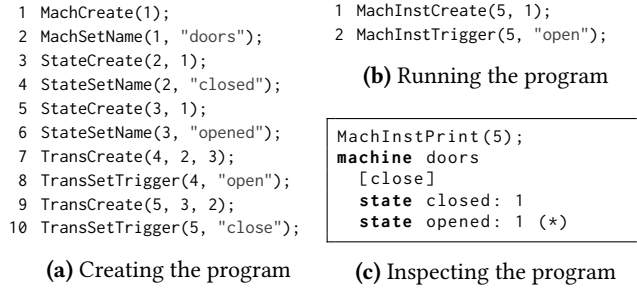 1 MachCreate(1);
2 MachSetName(1, "doors");
3 StateCreate(2, 1);
4 StateSetName(2, "closed");
5 StateCreate(3, 1);
6 StateSetName(3, "opened");
7 TransCreate(4, 2, 3);
8 TransSetTrigger(4, "open");
9 TransCreate(5, 3, 2);
10 TransSetTrigger(5, "close");
(a) Creating the program
1 MachInstCreate(5, 1);
2 MachInstTrigger(5, "open");
(b) Running the program
MachInstPrint(5);
machine doors
[close]
state closed: 1
state opened: 1 (*)
(c) Inspecting the program